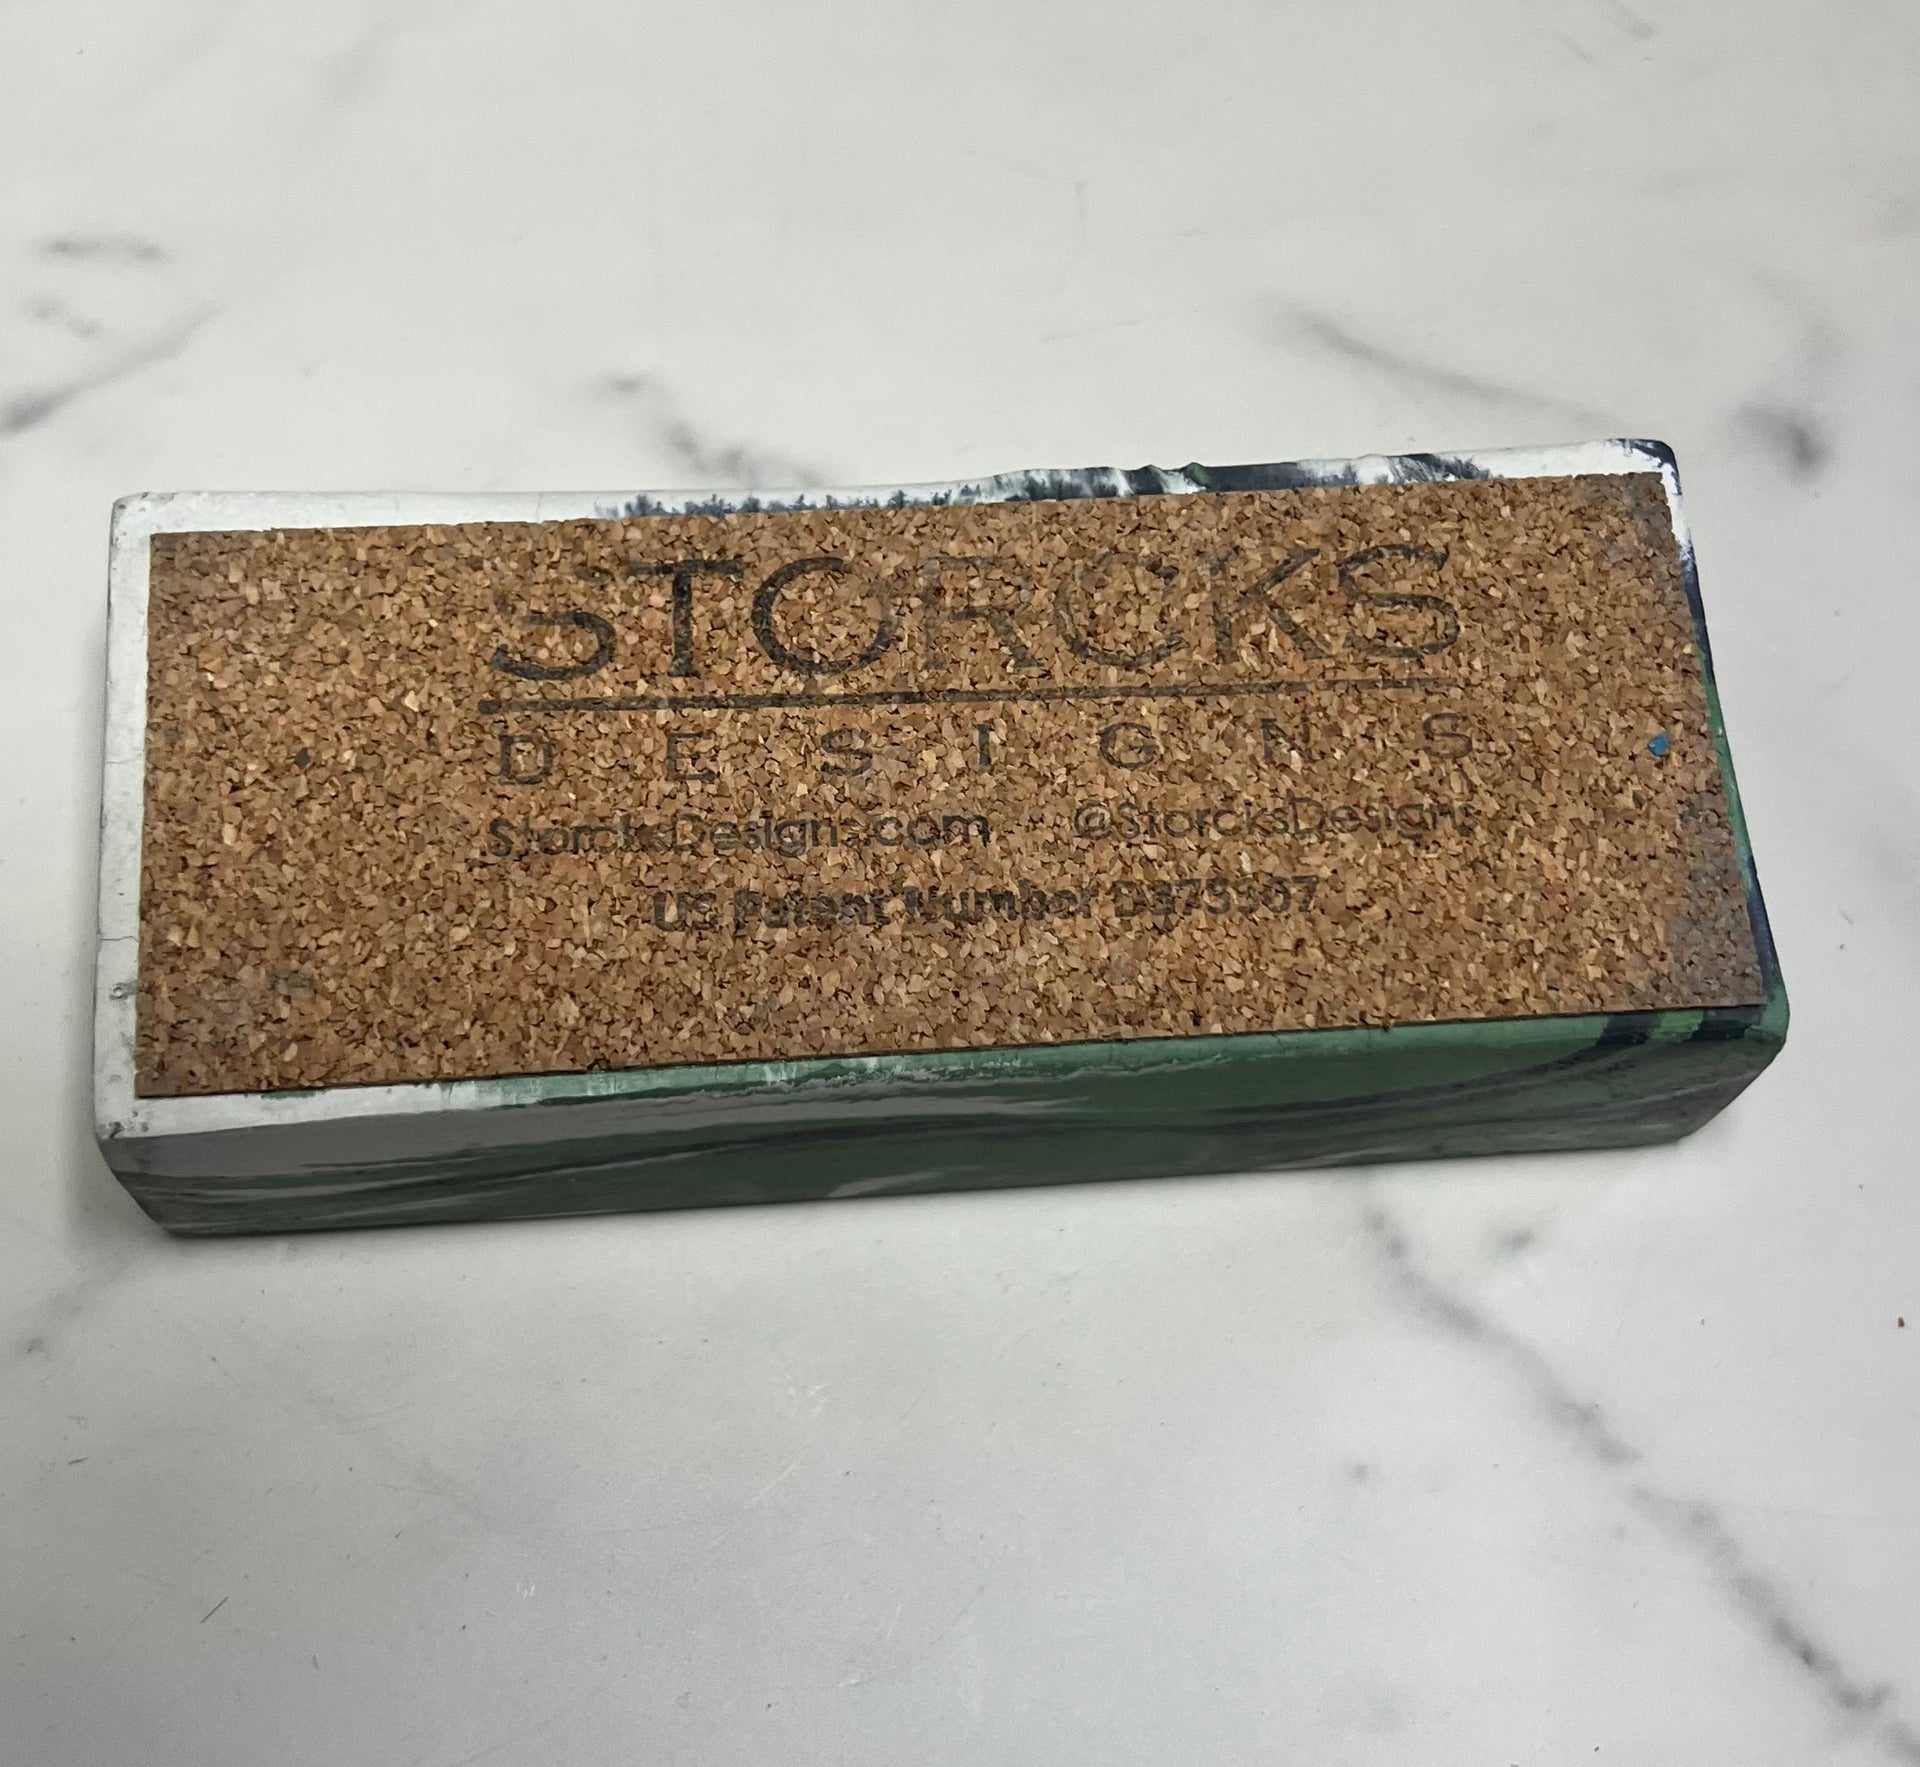 STORCKS
DESIGNS
StorcksDesigns.com @StorcksDesigns
US Patent Number